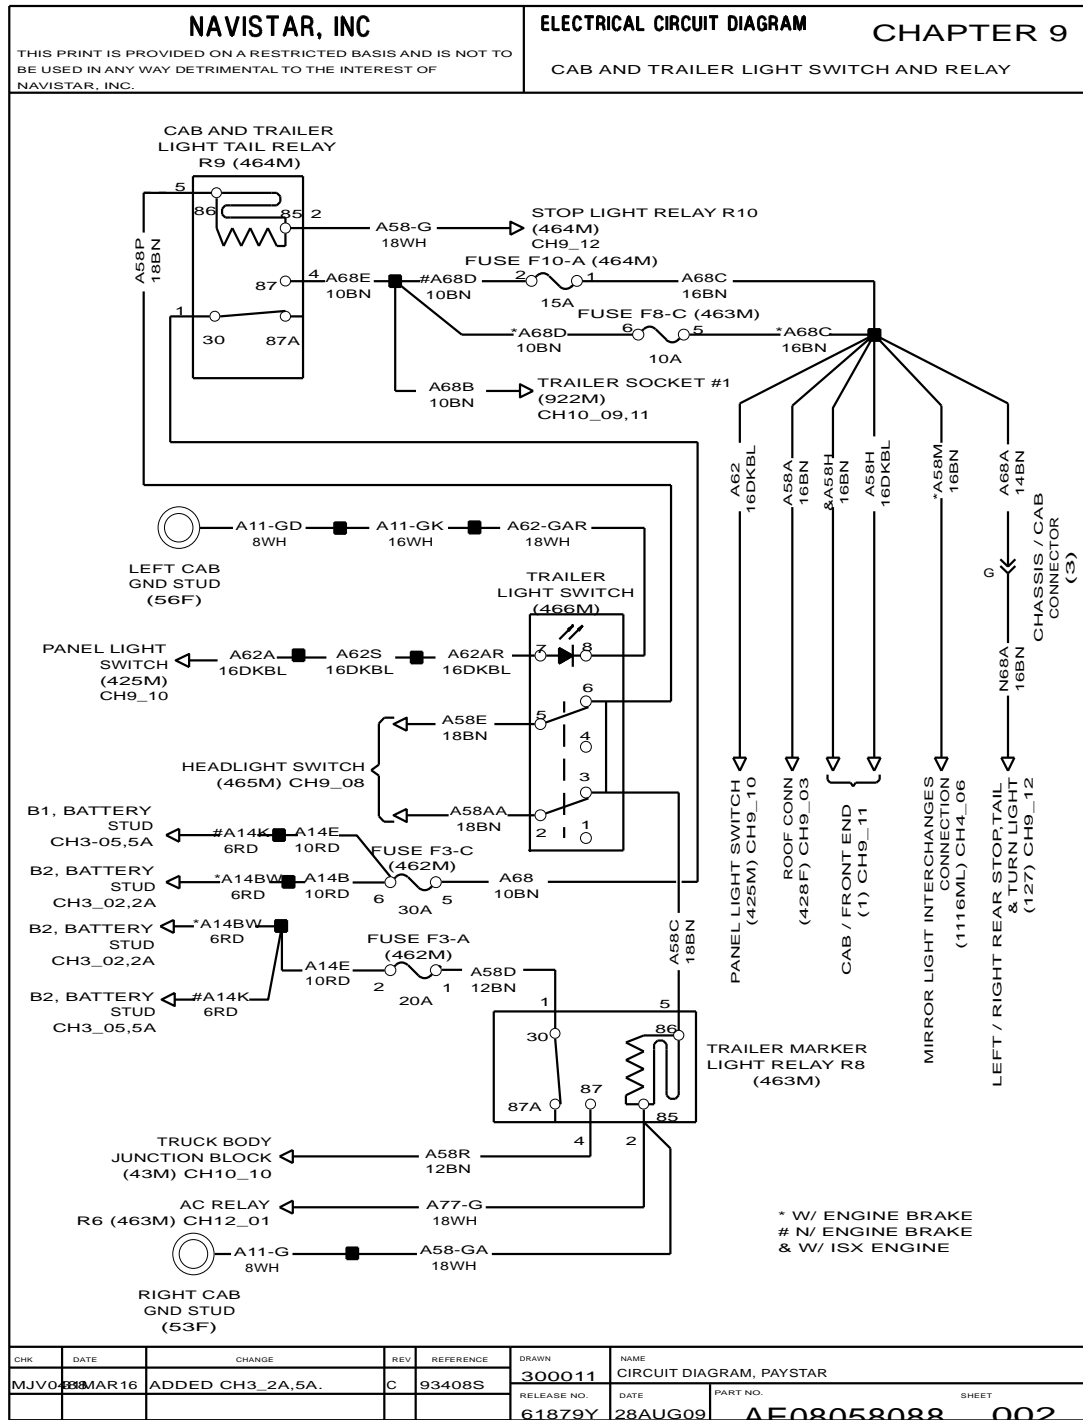 NAVISTAR, INC
THIS PRINT IS PROVIDED ON A RESTRICTED BASIS AND IS NOT TO
BE USED IN ANY WAY DETRIMENTAL TO THE INTEREST OF
NAVISTAR, INC.
ELECTRICAL CIRCUIT DIAGRAM
CHAPTER 9
CAB AND TRAILER LIGHT SWITCH AND RELAY
CAB AND TRAILER
LIGHT TAIL RELAY
R9 (464M)
5
86
85 2
A58-G
18WH
STOP LIGHT RELAY R10
(464M)
CH9_12
A58P
18BN
87
4
A68E
10BN
#A68D
10BN
FUSE F10-A (464M)
2
1
15A
A68C
16BN
1
30
87A
*A68D
10BN
FUSE F8-C (463M)
6
5
10A
*A68C
16BN
A68B
10BN
TRAILER SOCKET #1
(922M)
CH10_09,11
A62
16DKBL
A58A
16BN
&A58H
16BN
A58H
16DKBL
*A58M
16BN
A68A
14BN
G
CHASSIS / CAB
CONNECTOR
(3)
N68A
16BN
LEFT CAB
GND STUD
(56F)
A11-GD
8WH
A11-GK
16WH
A62-GAR
18WH
TRAILER
LIGHT SWITCH
(466M)
PANEL LIGHT
SWITCH
(425M)
CH9_10
A62A
16DKBL
A62S
16DKBL
A62AR
16DKBL
7
8
6
5
4
3
2
1
HEADLIGHT SWITCH
(465M) CH9_08
A58E
18BN
A58AA
18BN
B1, BATTERY
STUD
CH3-05,5A
#A14K
6RD
A14E
10RD
FUSE F3-C
(462M)
B2, BATTERY
STUD
CH3_02,2A
*A14BW
6RD
A14B
10RD
6
5
30A
A68
10BN
B2, BATTERY
STUD
CH3_02,2A
*A14BW
6RD
FUSE F3-A
(462M)
A14E
10RD
2
1
20A
A58D
12BN
B2, BATTERY
STUD
CH3_05,5A
#A14K
6RD
A58C
18BN
PANEL LIGHT SWITCH
(425M) CH9_10
ROOF CONN
(428F) CH9_03
CAB / FRONT END
(1) CH9_11
MIRROR LIGHT INTERCHANGES
CONNECTION
(1116ML) CH4_06
LEFT / RIGHT REAR STOP,TAIL
& TURN LIGHT
(127) CH9_12
1
5
30
86
87
87A
85
4
2
TRAILER MARKER
LIGHT RELAY R8
(463M)
TRUCK BODY
JUNCTION BLOCK
(43M) CH10_10
A58R
12BN
AC RELAY
R6 (463M) CH12_01
A77-G
18WH
A11-G
8WH
A58-GA
18WH
RIGHT CAB
GND STUD
(53F)
* W/ ENGINE BRAKE
# N/ ENGINE BRAKE
& W/ ISX ENGINE
CHK DATE CHANGE REV REFERENCE
ADDED CH3_2A,5A. C 93408S
DRAWN
300011
NAME
CIRCUIT DIAGRAM, PAYSTAR
RELEASE NO.
61879Y
DATE
28AUG09
PART NO.
AE08058088
SHEET
002